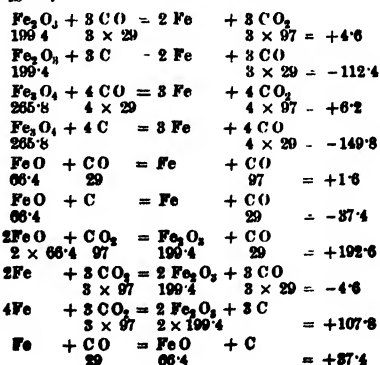 Fe₂O₃ + 3 CO = 2 Fe + 3 CO₂
199·4 3 × 29 3 × 97 = +4·6
Fe₂O₃ + 3 C - 2 Fe + 3 CO
199·4 3 × 29 = -112·4
Fe₃O₄ + 4 CO = 3 Fe + 4 CO₂
265·8 4 × 29 4 × 97 - +6·2
Fe₃O₄ + 4 C = 3 Fe + 4 CO
265·8 4 × 29 - -149·8
FeO + CO = Fe + CO
66·4 29 97 = +1·6
FeO + C = Fe + CO
66·4 29 = -37·4
2FeO + CO₂ = Fe₂O₃ + CO
2 × 66·4 97 199·4 29 = +192·6
2Fe + 3 CO₂ = 2 Fe₂O₃ + 3 CO
3 × 97 199·4 3 × 29 = -4·6
4Fe + 3 CO₂ = 2 Fe₂O₃ + 3 C
3 × 97 2 × 199·4 = +107·8
Fe + CO = FeO + C
29 66·4 = +37·4